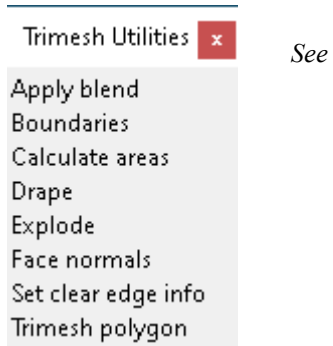 Trimesh Utilities x
See
Apply blend
Boundaries
Calculate areas
Drape
Explode
Face normals
Set clear edge info
Trimesh polygon